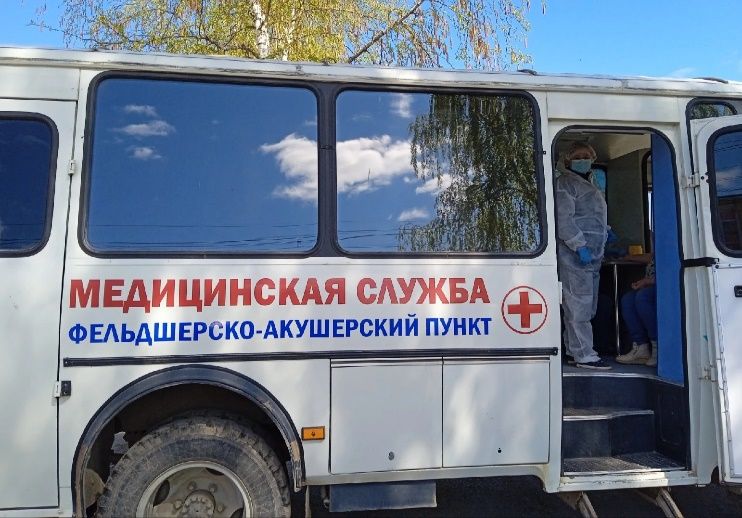 МЕДИЦИНСКАЯ СЛУЖБА
ФЕЛЬДШЕРСКО-АКУШЕРСКИЙ ПУНКТ